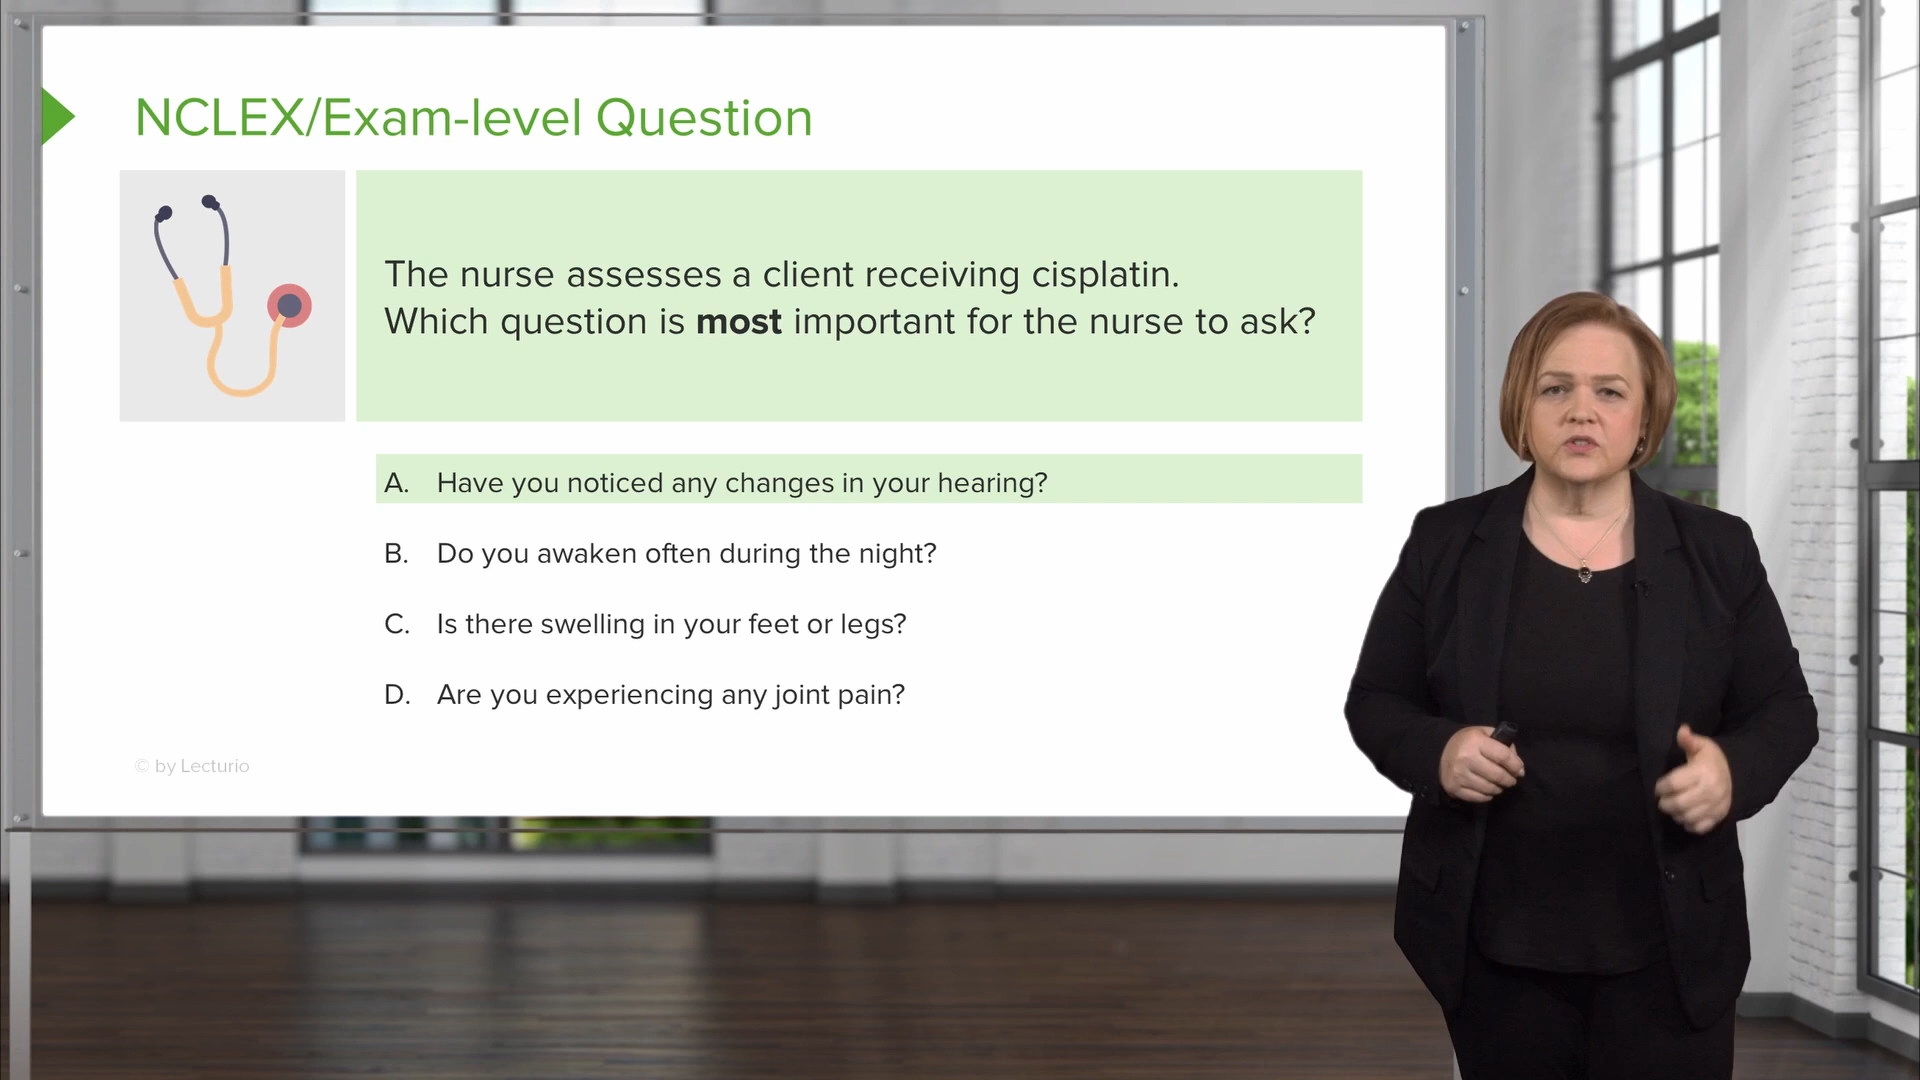 NCLEX/Exam-level Question
The nurse assesses a client receiving cisplatin.
Which question is most important for the nurse to ask?
A. Have you noticed any changes in your hearing?
B. Do you awaken often during the night?
C. Is there swelling in your feet or legs?
D. Are you experiencing any joint pain?
© by Lecturio